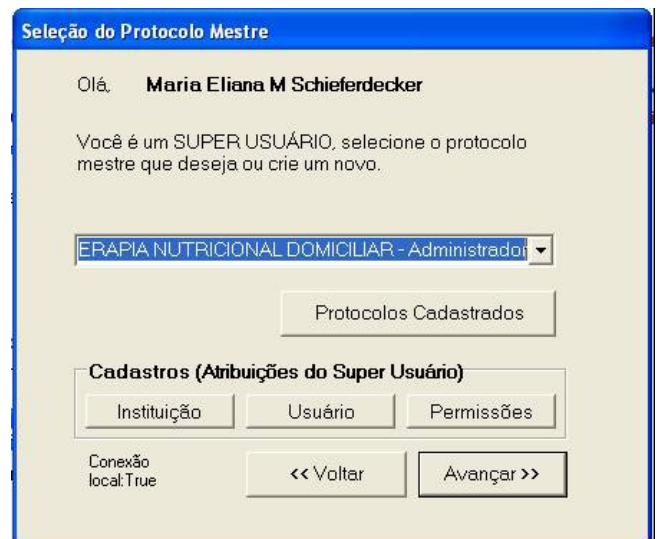 Seleção do Protocolo Mestre
Olá, Maria Eliana M Schieferdecker
Você é um SUPER USUÁRIO, selecione o protocolo
mestre que deseja ou crie um novo.
ERAPIA NUTRICIONAL DOMICILIAR - Administrador
Protocolos Cadastrados
Cadastros (Atribuições do Super Usuário)
Instituição Usuário Permissões
Conexão
local:True
<< Voltar Avançar >>